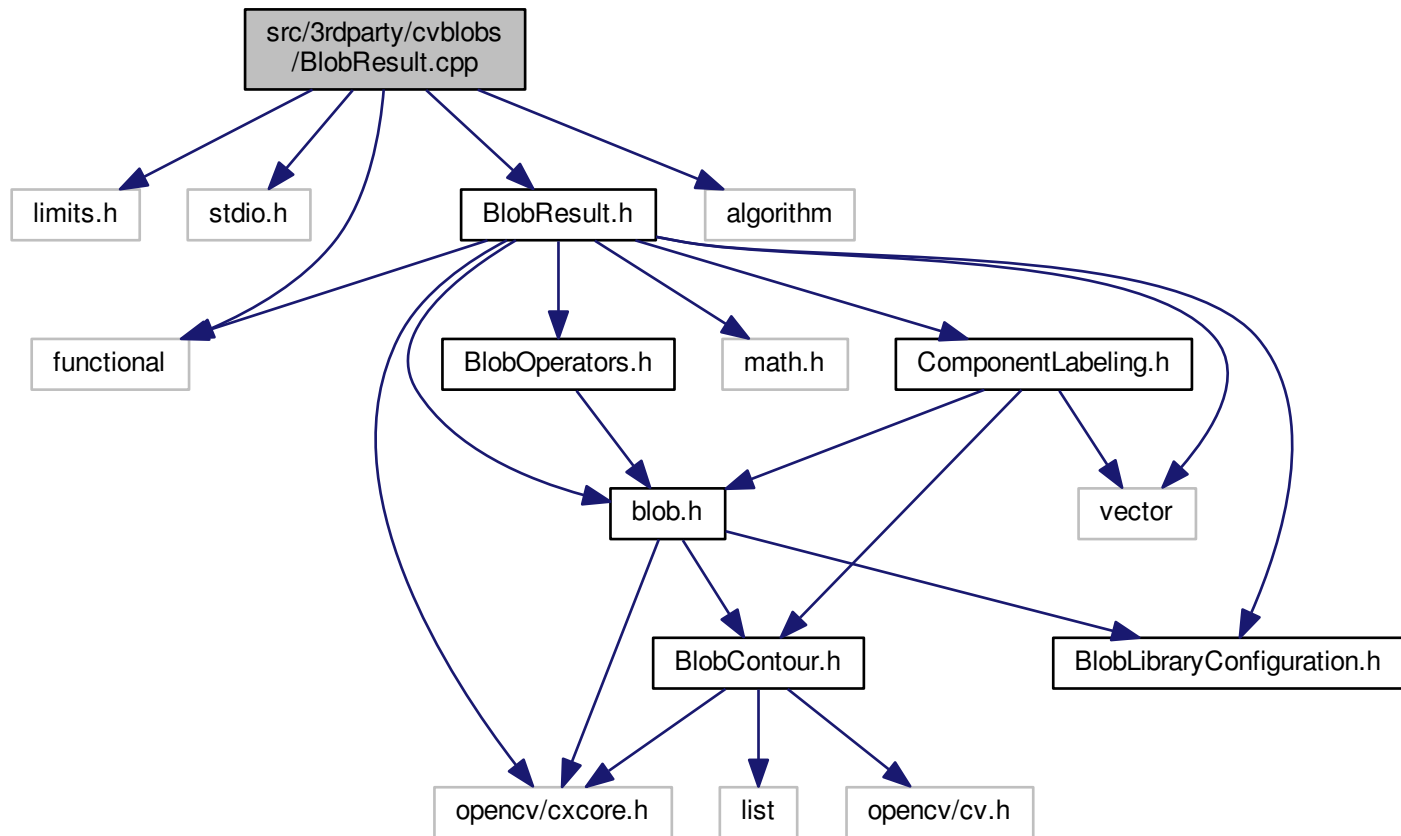 src/3rdparty/cvblobs
/BlobResult.cpp
limits.h
stdio.h
BlobResult.h
algorithm
functional
BlobOperators.h
math.h
ComponentLabeling.h
blob.h
vector
BlobContour.h
BlobLibraryConfiguration.h
opencv/cxcore.h
list
opencv/cv.h